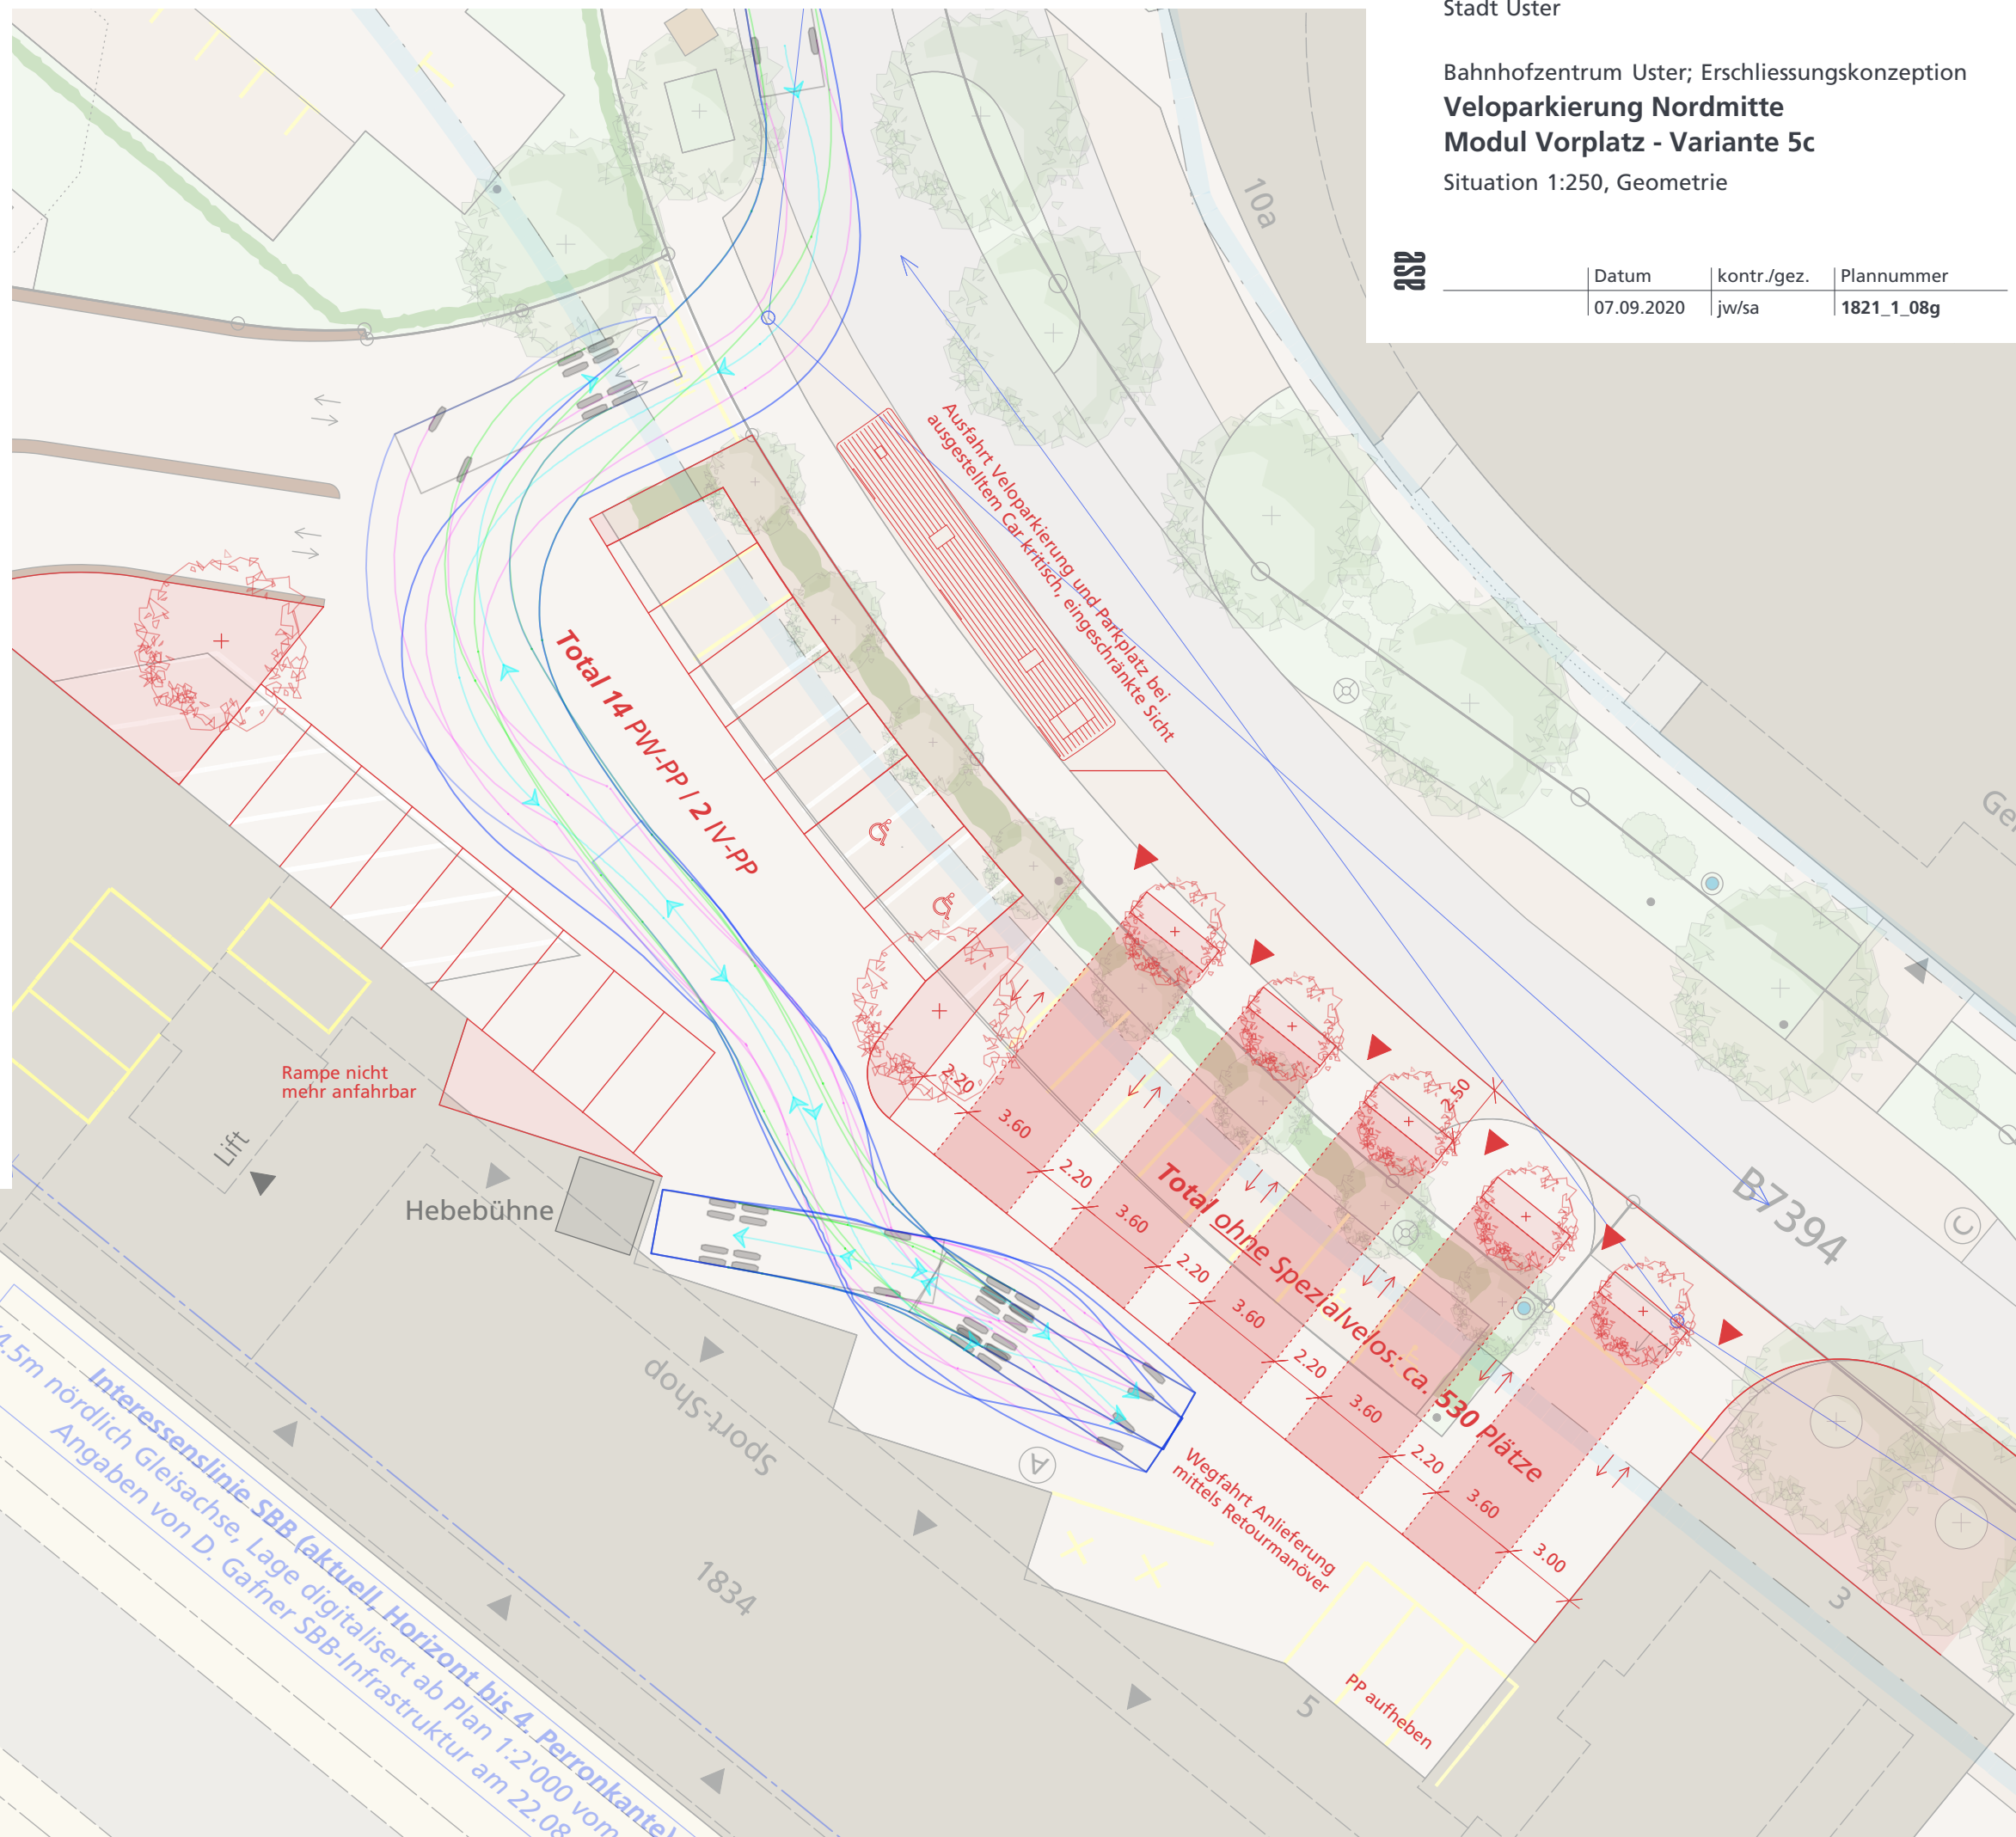 Stadt Uster
Bahnhofzentrum Uster; Erschliessungskonzeption
Veloparkierung Nordmitte
Modul Vorplatz - Variante 5c
Situation 1:250, Geometrie
asa
Datum
kontr./gez.
Plannummer
07.09.2020
jw/sa
1821_1_08g
10a
Ausfahrt Veloparkierung und Parkplatz bei
ausgestelltem Car kritisch, eingeschränkte Sicht
Total 14 PW-PP / 2 IV-PP
Rampe nicht
mehr anfahrbar
Lift
Hebebühne
2.20
3.60
2.20
3.60
2.20
3.60
2.20
3.60
2.20
3.60
3.00
2.50
Total ohne Spezialvelos: ca. 530 Plätze
B7394
Sport-Shop
A
Wegfahrt Anlieferung
mittels Retourmanöver
PP aufheben
1834
5
3
Interessenslinie SBB (aktuell, Horizont bis 4. Perronkante)
4.5m nördlich Gleisachse, Lage digitalisert ab Plan 1:2'000 vom
Angaben von D. Gafner SBB-Infrastruktur am 22.08